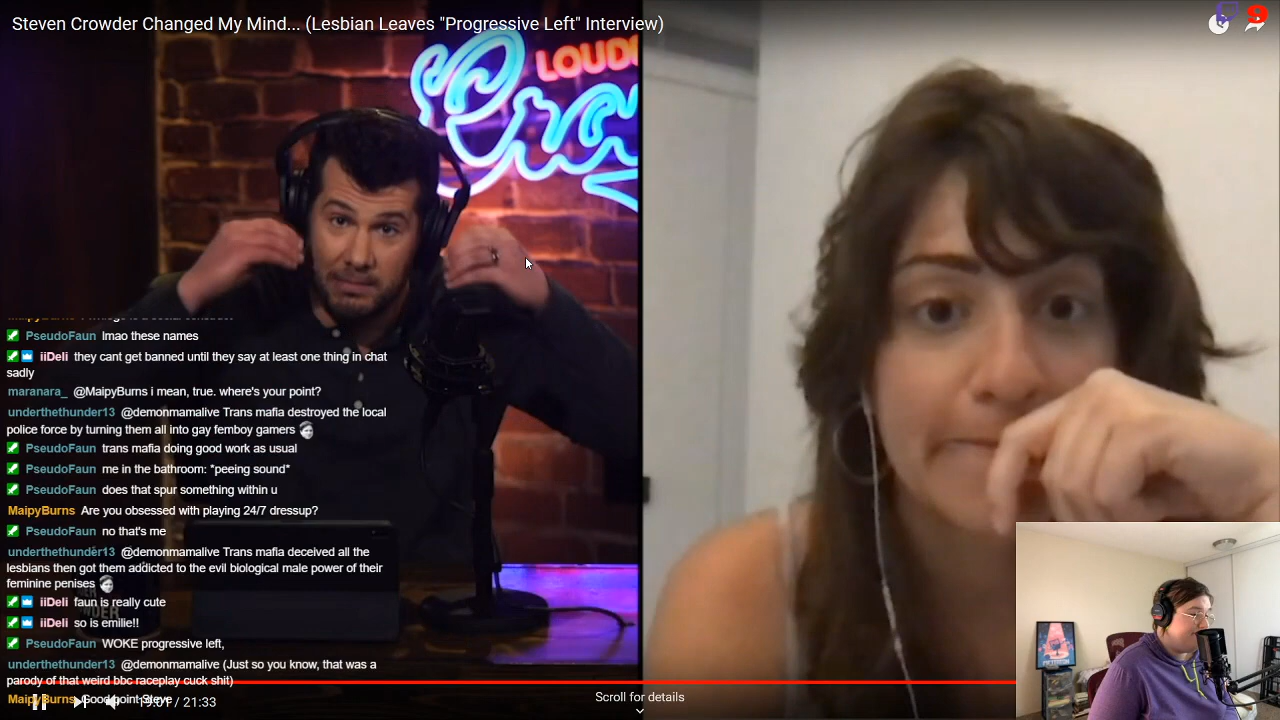 Steven Crowder Changed My Mind... (Lesbian Leaves "Progressive Left" Interview)
9
LOUD
PseudoFaun lmao these names
iiDeli they cant get banned until they say at least one thing in chat
sadly
maranara_ @MaipyBurns i mean, true. where's your point?
underthethunder13 @demonmamalive Trans mafia destroyed the local
police force by turning them all into gay femboy gamers
PseudoFaun trans mafia doing good work as usual
PseudoFaun me in the bathroom: *peeing sound*
PseudoFaun does that spur something within u
MaipyBurns Are you obsessed with playing 24/7 dressup?
PseudoFaun no that's me
underthethunder13 @demonmamalive Trans mafia deceived all the
lesbians then got them addicted to the evil biological male power of their
feminine penises
iiDeli faun is really cute
iiDeli so is emilie!!
PseudoFaun WOKE progressive left,
underthethunder13 @demonmamalive (Just so you know, that was a
parody of that weird bbc raceplay cuck shit)
MaipyBurns Good point Steve
/ 21:33
Scroll for details